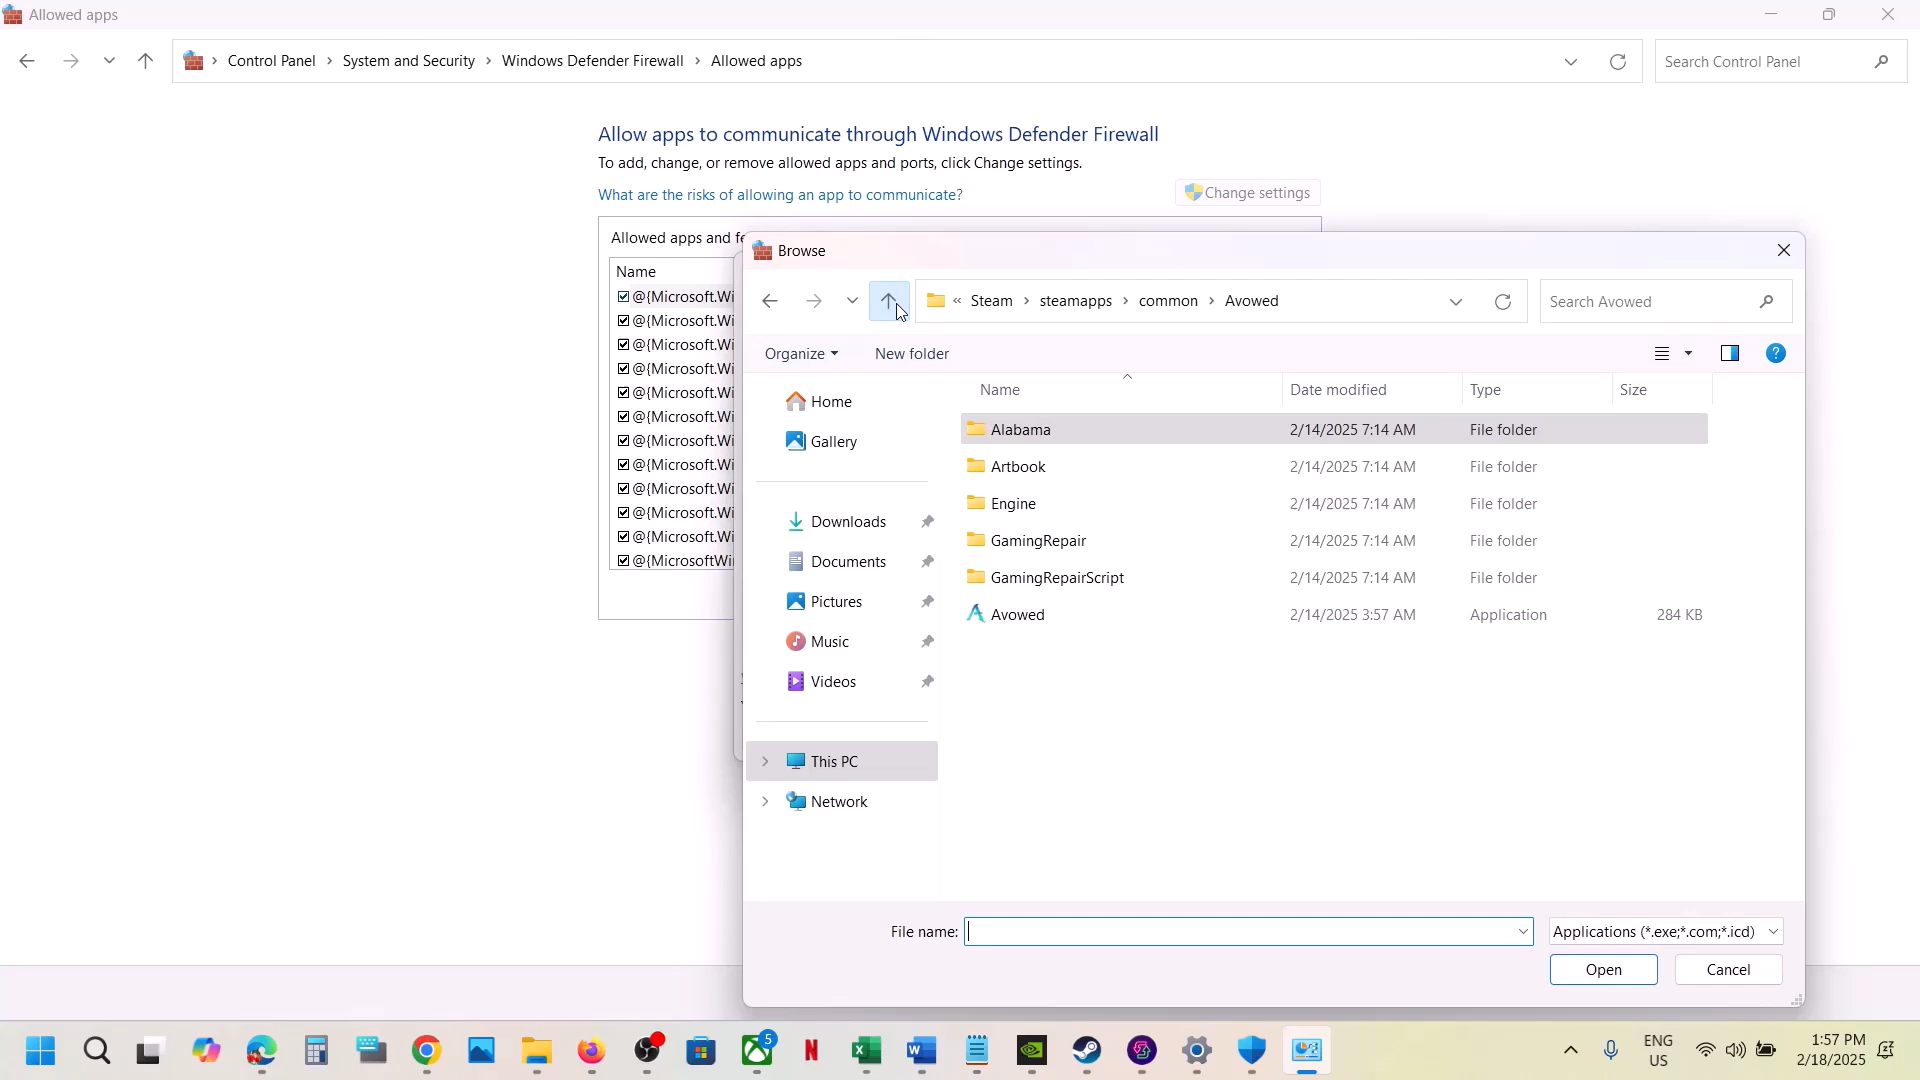 Allowed apps
Control Panel > System and Security > Windows Defender Firewall > Allowed apps
Search Control Panel
Allow apps to communicate through Windows Defender Firewall
To add, change, or remove allowed apps and ports, click Change settings.
What are the risks of allowing an app to communicate?
Change settings
Allowed apps and fe
Name
@{Microsoft.Wi
@{Microsoft.Wi
@{Microsoft.Wi
@{Microsoft.Wi
@{Microsoft.Wi
@{Microsoft.Wi
@{Microsoft.Wi
@{Microsoft.Wi
@{Microsoft.Wi
@{Microsoft.Wi
@{Microsoft.Wi
@{MicrosoftWi
Browse
« Steam > steamapps > common > Avowed
Search Avowed
Organize
New folder
Home
Gallery
Downloads
Documents
Pictures
Music
Videos
This PC
Network
Name Date modified Type Size
Alabama 2/14/2025 7:14 AM File folder
Artbook 2/14/2025 7:14 AM File folder
Engine 2/14/2025 7:14 AM File folder
GamingRepair 2/14/2025 7:14 AM File folder
GamingRepairScript 2/14/2025 7:14 AM File folder
Avowed 2/14/2025 3:57 AM Application 284 KB
File name:
Applications (*.exe;*.com;*.icd)
Open
Cancel
5
ENG
US
1:57 PM
2/18/2025